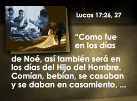 Lucas 17:26, 27
“Como fue
en los días
de Noé, así también será en
los días del Hijo del Hombre.
Comían, bebían, se casaban
y se daban en casamiento, ...